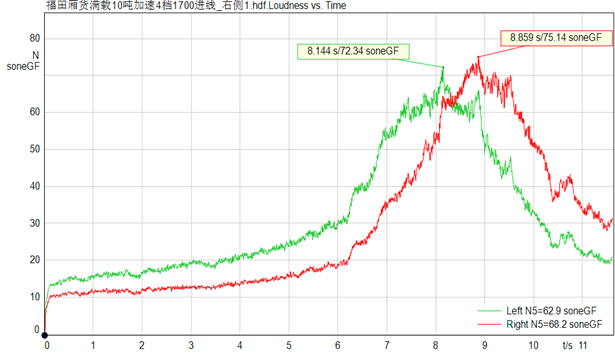 福田厢货满载10吨加速4档1700进线_右侧1.hdf.Loudness vs. Time
80
N
soneGF
60
50
40
30
20
10
0
8.144 s/72.34 soneGF
8.859 s/75.14 soneGF
Left N5=62.9 soneGF
Right N5=68.2 soneGF
0 1 2 3 4 5 6 7 8 9 10 t/s 11